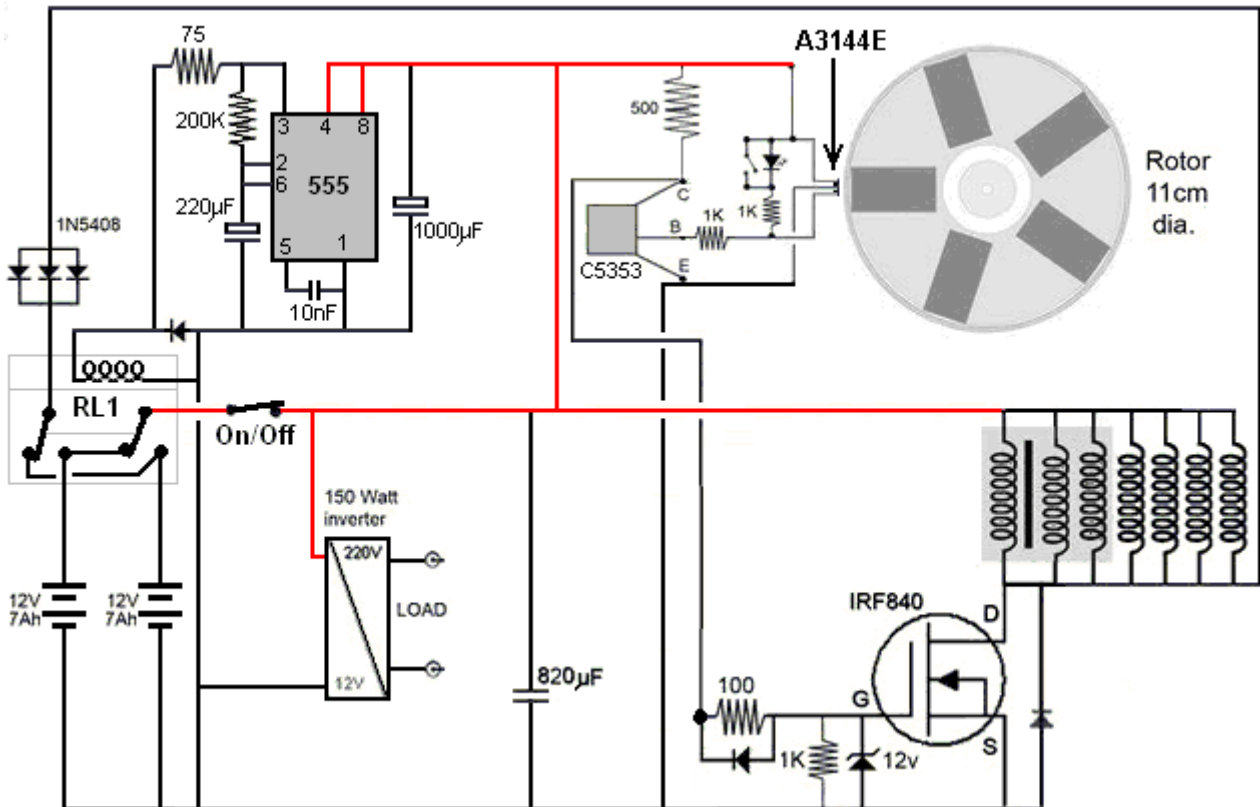 75
A3144E
200K
3
4
8
500
2
6
555
Rotor
11cm
dia.
220µF
1K
1K
C
B
E
1N5408
1000µF
5
1
C5353
10nF
RL1
On/Off
150 Watt
inverter
220V
LOAD
12V
12V
7Ah
12V
7Ah
IRF840
D
820µF
100
G
S
1K
12v